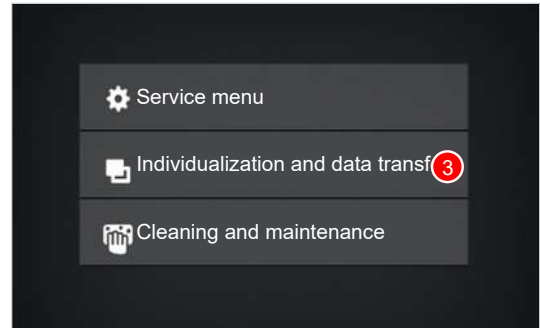 Service menu
Individualization and data transf
3
Cleaning and maintenance